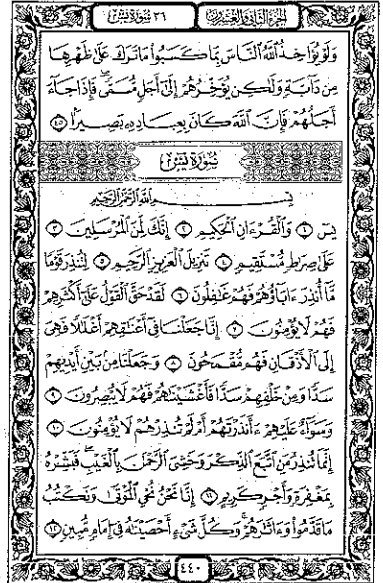 ٣٦ سورة يس
الجزء الثاني والعشرون
وَلَوْ يُؤَاخِذُ ٱللَّهُ ٱلنَّاسَ بِمَا كَسَبُوا۟ مَا تَرَكَ عَلَىٰ ظَهْرِهَا
مِن دَآبَّةٍ وَلَٰكِن يُؤَخِّرُهُمْ إِلَىٰٓ أَجَلٍ مُّسَمًّى ۖ فَإِذَا جَآءَ
أَجَلُهُمْ فَإِنَّ ٱللَّهَ كَانَ بِعِبَادِهِۦ بَصِيرًۢا ٤٥
سورة يس
بِسْمِ ٱللَّهِ ٱلرَّحْمَٰنِ ٱلرَّحِيمِ
يسٓ ١ وَٱلْقُرْءَانِ ٱلْحَكِيمِ ٢ إِنَّكَ لَمِنَ ٱلْمُرْسَلِينَ ٣
عَلَىٰ صِرَٰطٍ مُّسْتَقِيمٍ ٤ تَنزِيلَ ٱلْعَزِيزِ ٱلرَّحِيمِ ٥ لِتُنذِرَ قَوْمًا
مَّآ أُنذِرَ ءَابَآؤُهُمْ فَهُمْ غَٰفِلُونَ ٦ لَقَدْ حَقَّ ٱلْقَوْلُ عَلَىٰٓ أَكْثَرِهِمْ
فَهُمْ لَا يُؤْمِنُونَ ٧ إِنَّا جَعَلْنَا فِىٓ أَعْنَٰقِهِمْ أَغْلَٰلًا فَهِىَ
إِلَى ٱلْأَذْقَانِ فَهُم مُّقْمَحُونَ ٨ وَجَعَلْنَا مِنۢ بَيْنِ أَيْدِيهِمْ
سَدًّا وَمِنْ خَلْفِهِمْ سَدًّا فَأَغْشَيْنَٰهُمْ فَهُمْ لَا يُبْصِرُونَ ٩
وَسَوَآءٌ عَلَيْهِمْ ءَأَنذَرْتَهُمْ أَمْ لَمْ تُنذِرْهُمْ لَا يُؤْمِنُونَ ١٠
إِنَّمَا تُنذِرُ مَنِ ٱتَّبَعَ ٱلذِّكْرَ وَخَشِىَ ٱلرَّحْمَٰنَ بِٱلْغَيْبِ ۖ فَبَشِّرْهُ
بِمَغْفِرَةٍ وَأَجْرٍ كَرِيمٍ ١١ إِنَّا نَحْنُ نُحْىِ ٱلْمَوْتَىٰ وَنَكْتُبُ
مَا قَدَّمُوا۟ وَءَاثَٰرَهُمْ ۚ وَكُلَّ شَىْءٍ أَحْصَيْنَٰهُ فِىٓ إِمَامٍ مُّبِينٍ ١٢
٤٤٠